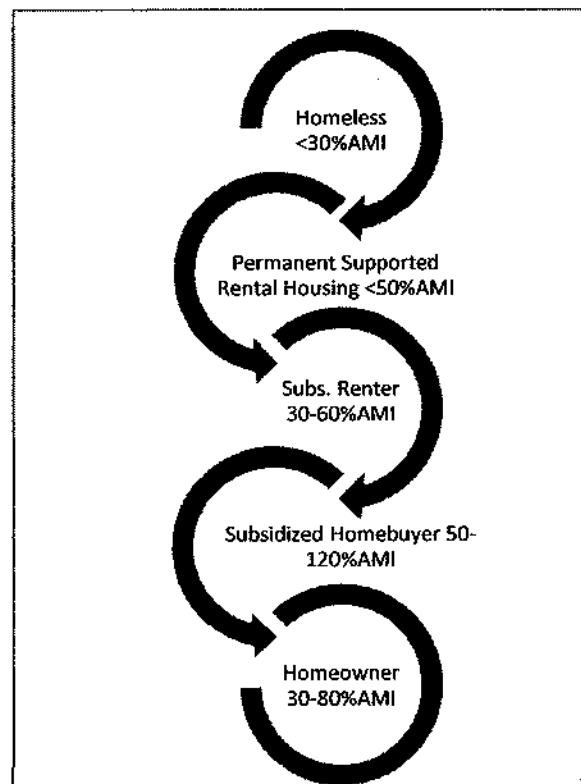 Homeless
<30%AMI
Permanent Supported
Rental Housing <50%AMI
Subs. Renter
30-60%AMI
Subsidized Homebuyer 50-
120%AMI
Homeowner
30-80%AMI